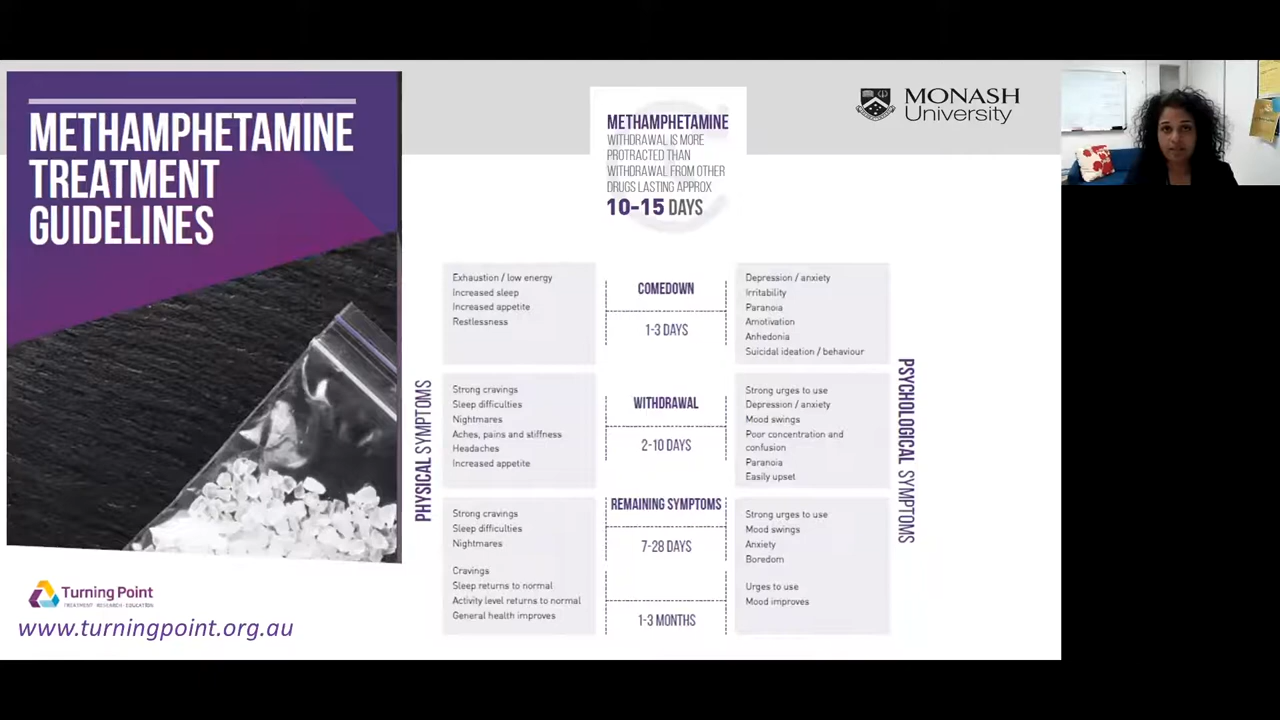 METHAMPHETAMINE
TREATMENT
GUIDELINES
Turning Point
TREATMENT RESEARCH EDUCATION
www.turningpoint.org.au
METHAMPHETAMINE
WITHDRAWAL IS MORE
PROTRACTED THAN
WITHDRAWAL FROM OTHER
DRUGS LASTING APPROX
10-15 DAYS
MONASH
University
PHYSICAL SYMPTOMS
Exhaustion / low energy
Increased sleep
Increased appetite
Restlessness
COMEDOWN
1-3 DAYS
Depression / anxiety
Irritability
Paranoia
Amotivation
Anhedonia
Suicidal ideation / behaviour
Strong cravings
Sleep difficulties
Nightmares
Aches, pains and stiffness
Headaches
Increased appetite
WITHDRAWAL
2-10 DAYS
Strong urges to use
Depression / anxiety
Mood swings
Poor concentration and
confusion
Paranoia
Easily upset
Strong cravings
Sleep difficulties
Nightmares
REMAINING SYMPTOMS
7-28 DAYS
Strong urges to use
Mood swings
Anxiety
Boredom
Cravings
Sleep returns to normal
Activity level returns to normal
General health improves
1-3 MONTHS
Urges to use
Mood improves
PSYCHOLOGICAL SYMPTOMS